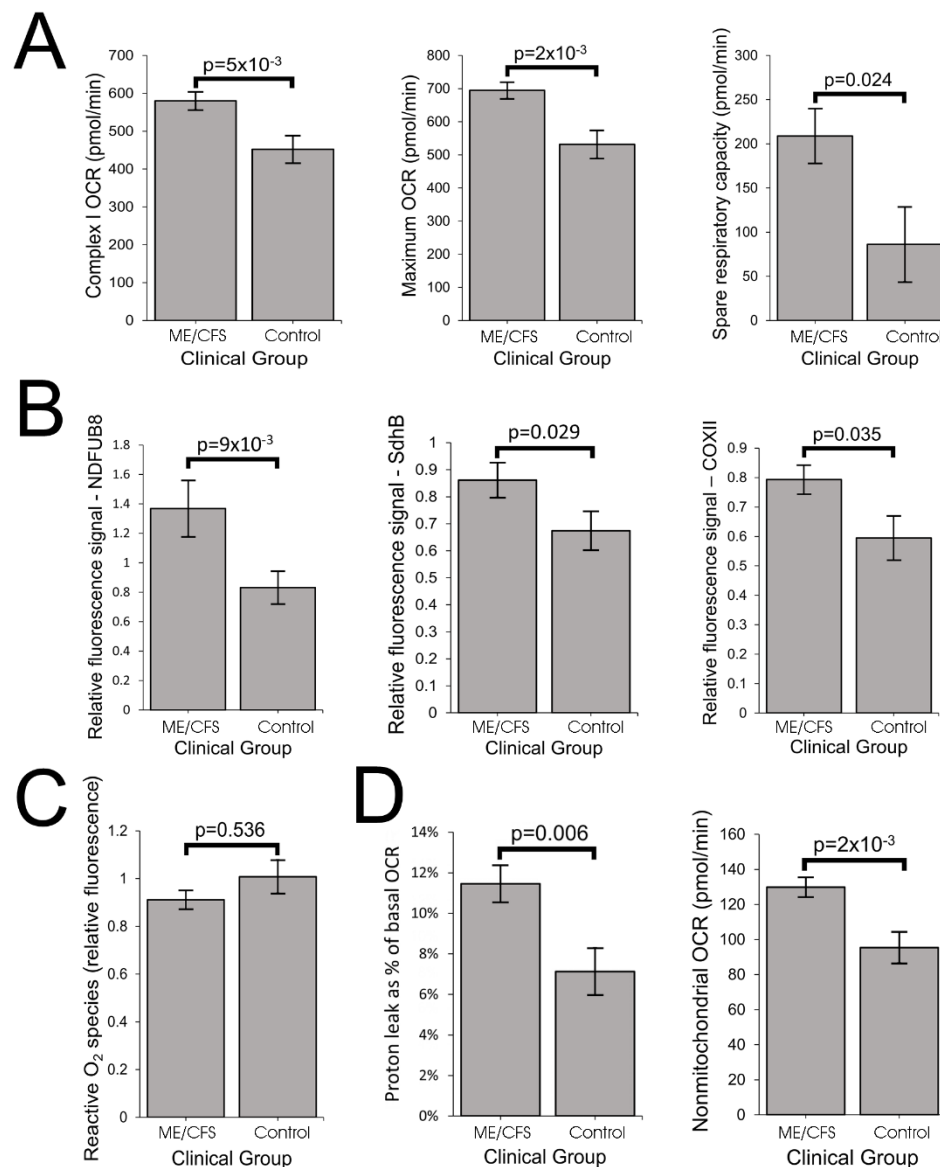 A
Complex I OCR (pmol/min)
700
600
500
400
300
200
100
0
p=5x10⁻³
ME/CFS Control
Clinical Group
Maximum OCR (pmol/min)
800
700
600
500
400
300
200
100
0
p=2x10⁻³
ME/CFS Control
Clinical Group
Spare respiratory capacity (pmol/min)
300
250
200
150
100
50
0
p=0.024
ME/CFS Control
Clinical Group
B
Relative fluorescence signal - NDFUB8
1.8
1.6
1.4
1.2
1
0.8
0.6
0.4
0.2
0
p=9x10⁻³
ME/CFS Control
Clinical Group
Relative fluorescence signal - SdhB
1
0.9
0.8
0.7
0.6
0.5
0.4
0.3
0.2
0.1
0
p=0.029
ME/CFS Control
Clinical Group
Relative fluorescence signal – COXII
0.9
0.8
0.7
0.6
0.5
0.4
0.3
0.2
0.1
0
p=0.035
ME/CFS Control
Clinical Group
C
Reactive O₂ species (relative fluorescence)
1.2
1
0.8
0.6
0.4
0.2
0
p=0.536
ME/CFS Control
Clinical Group
D
Proton leak as % of basal OCR
14%
12%
10%
8%
6%
4%
2%
0%
p=0.006
ME/CFS Control
Clinical Group
Nonmitochondrial OCR (pmol/min)
160
140
120
100
80
60
40
20
0
p=2x10⁻³
ME/CFS Control
Clinical Group